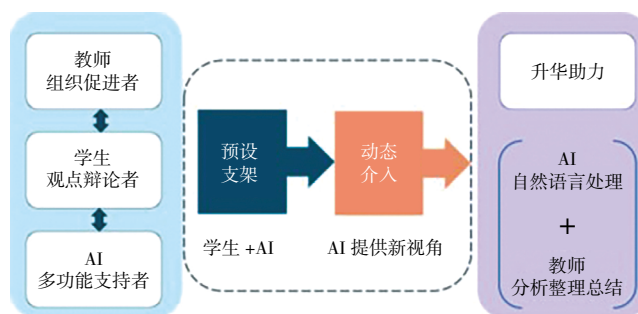 教师
组织促进者
学生
观点辩论者
AI
多功能支持者
预设
支架
学生 +AI
动态
介入
AI 提供新视角
升华助力
AI
自然语言处理
+
教师
分析整理总结